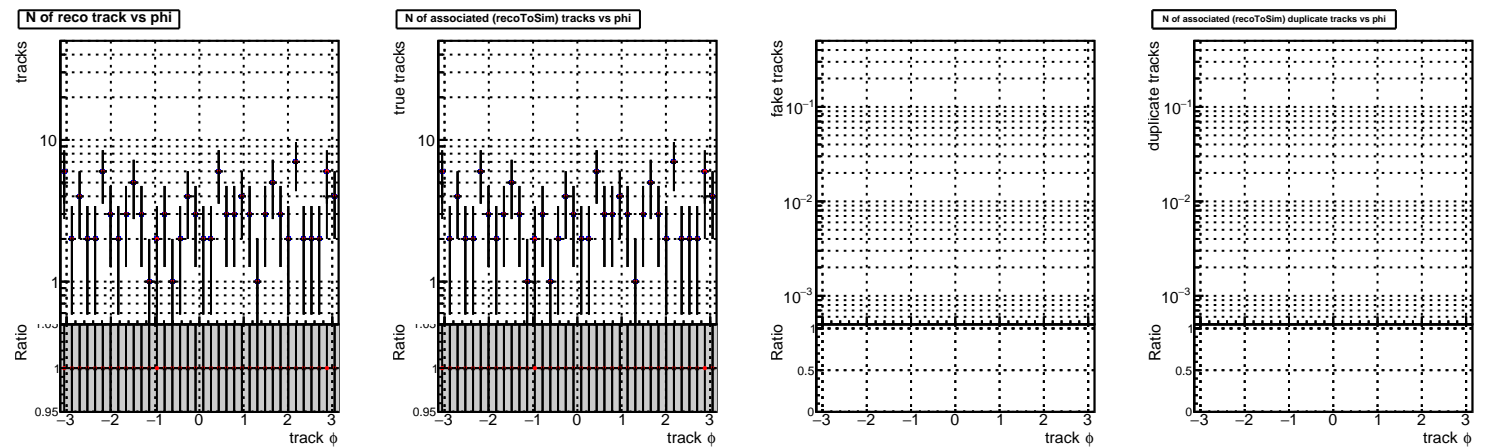 N of reco track vs phi
tracks
10
1
Ratio
1.05
1
0.95
−3 −2 −1 0 1 2 3
track ϕ
N of associated (recoToSim) tracks vs phi
true tracks
10
1
Ratio
1.05
1
0.95
−3 −2 −1 0 1 2 3
track ϕ
fake tracks
10⁻¹
10⁻²
10⁻³
Ratio
1
0.5
0
−3 −2 −1 0 1 2 3
track ϕ
N of associated (recoToSim) duplicate tracks vs phi
duplicate tracks
10⁻¹
10⁻²
10⁻³
Ratio
1
0.5
0
−3 −2 −1 0 1 2 3
track ϕ